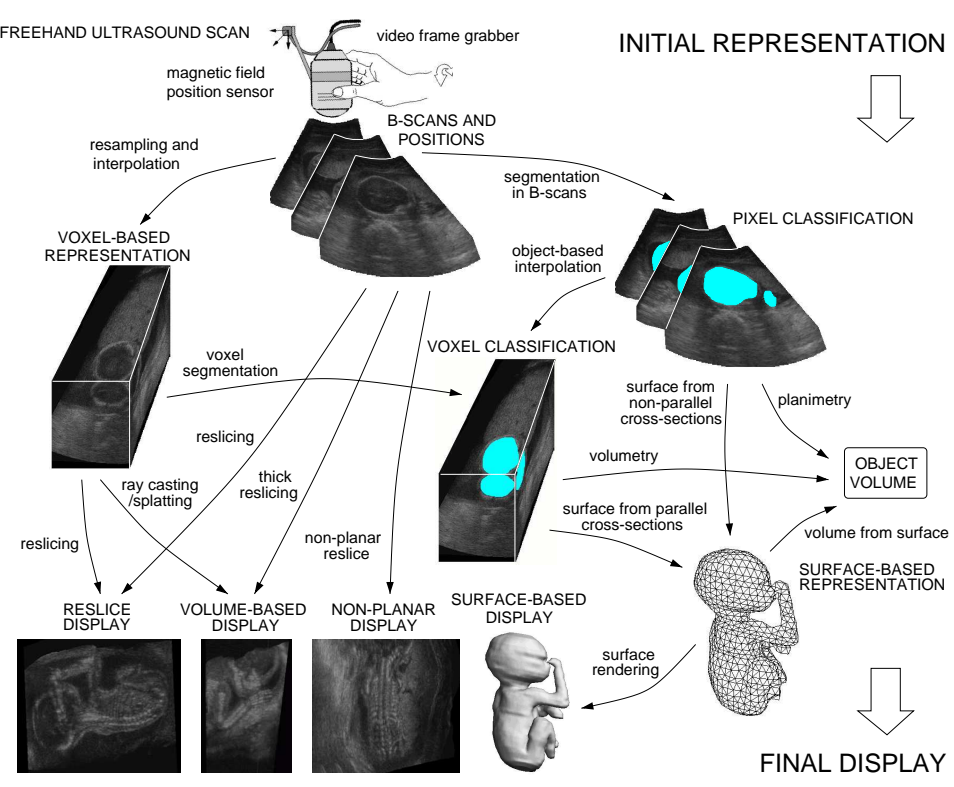 FREEHAND ULTRASOUND SCAN
video frame grabber
INITIAL REPRESENTATION
magnetic field
position sensor
B-SCANS AND
POSITIONS
resampling and
interpolation
segmentation
in B-scans
PIXEL CLASSIFICATION
VOXEL-BASED
REPRESENTATION
object-based
interpolation
VOXEL CLASSIFICATION
voxel
segmentation
surface from
non-parallel
cross-sections
planimetry
reslicing
volumetry
OBJECT
VOLUME
ray casting
/splatting
thick
reslicing
surface from parallel
cross-sections
non-planar
reslice
reslicing
volume from surface
SURFACE-BASED
REPRESENTATION
RESLICE
DISPLAY
VOLUME-BASED
DISPLAY
NON-PLANAR
DISPLAY
SURFACE-BASED
DISPLAY
surface
rendering
FINAL DISPLAY